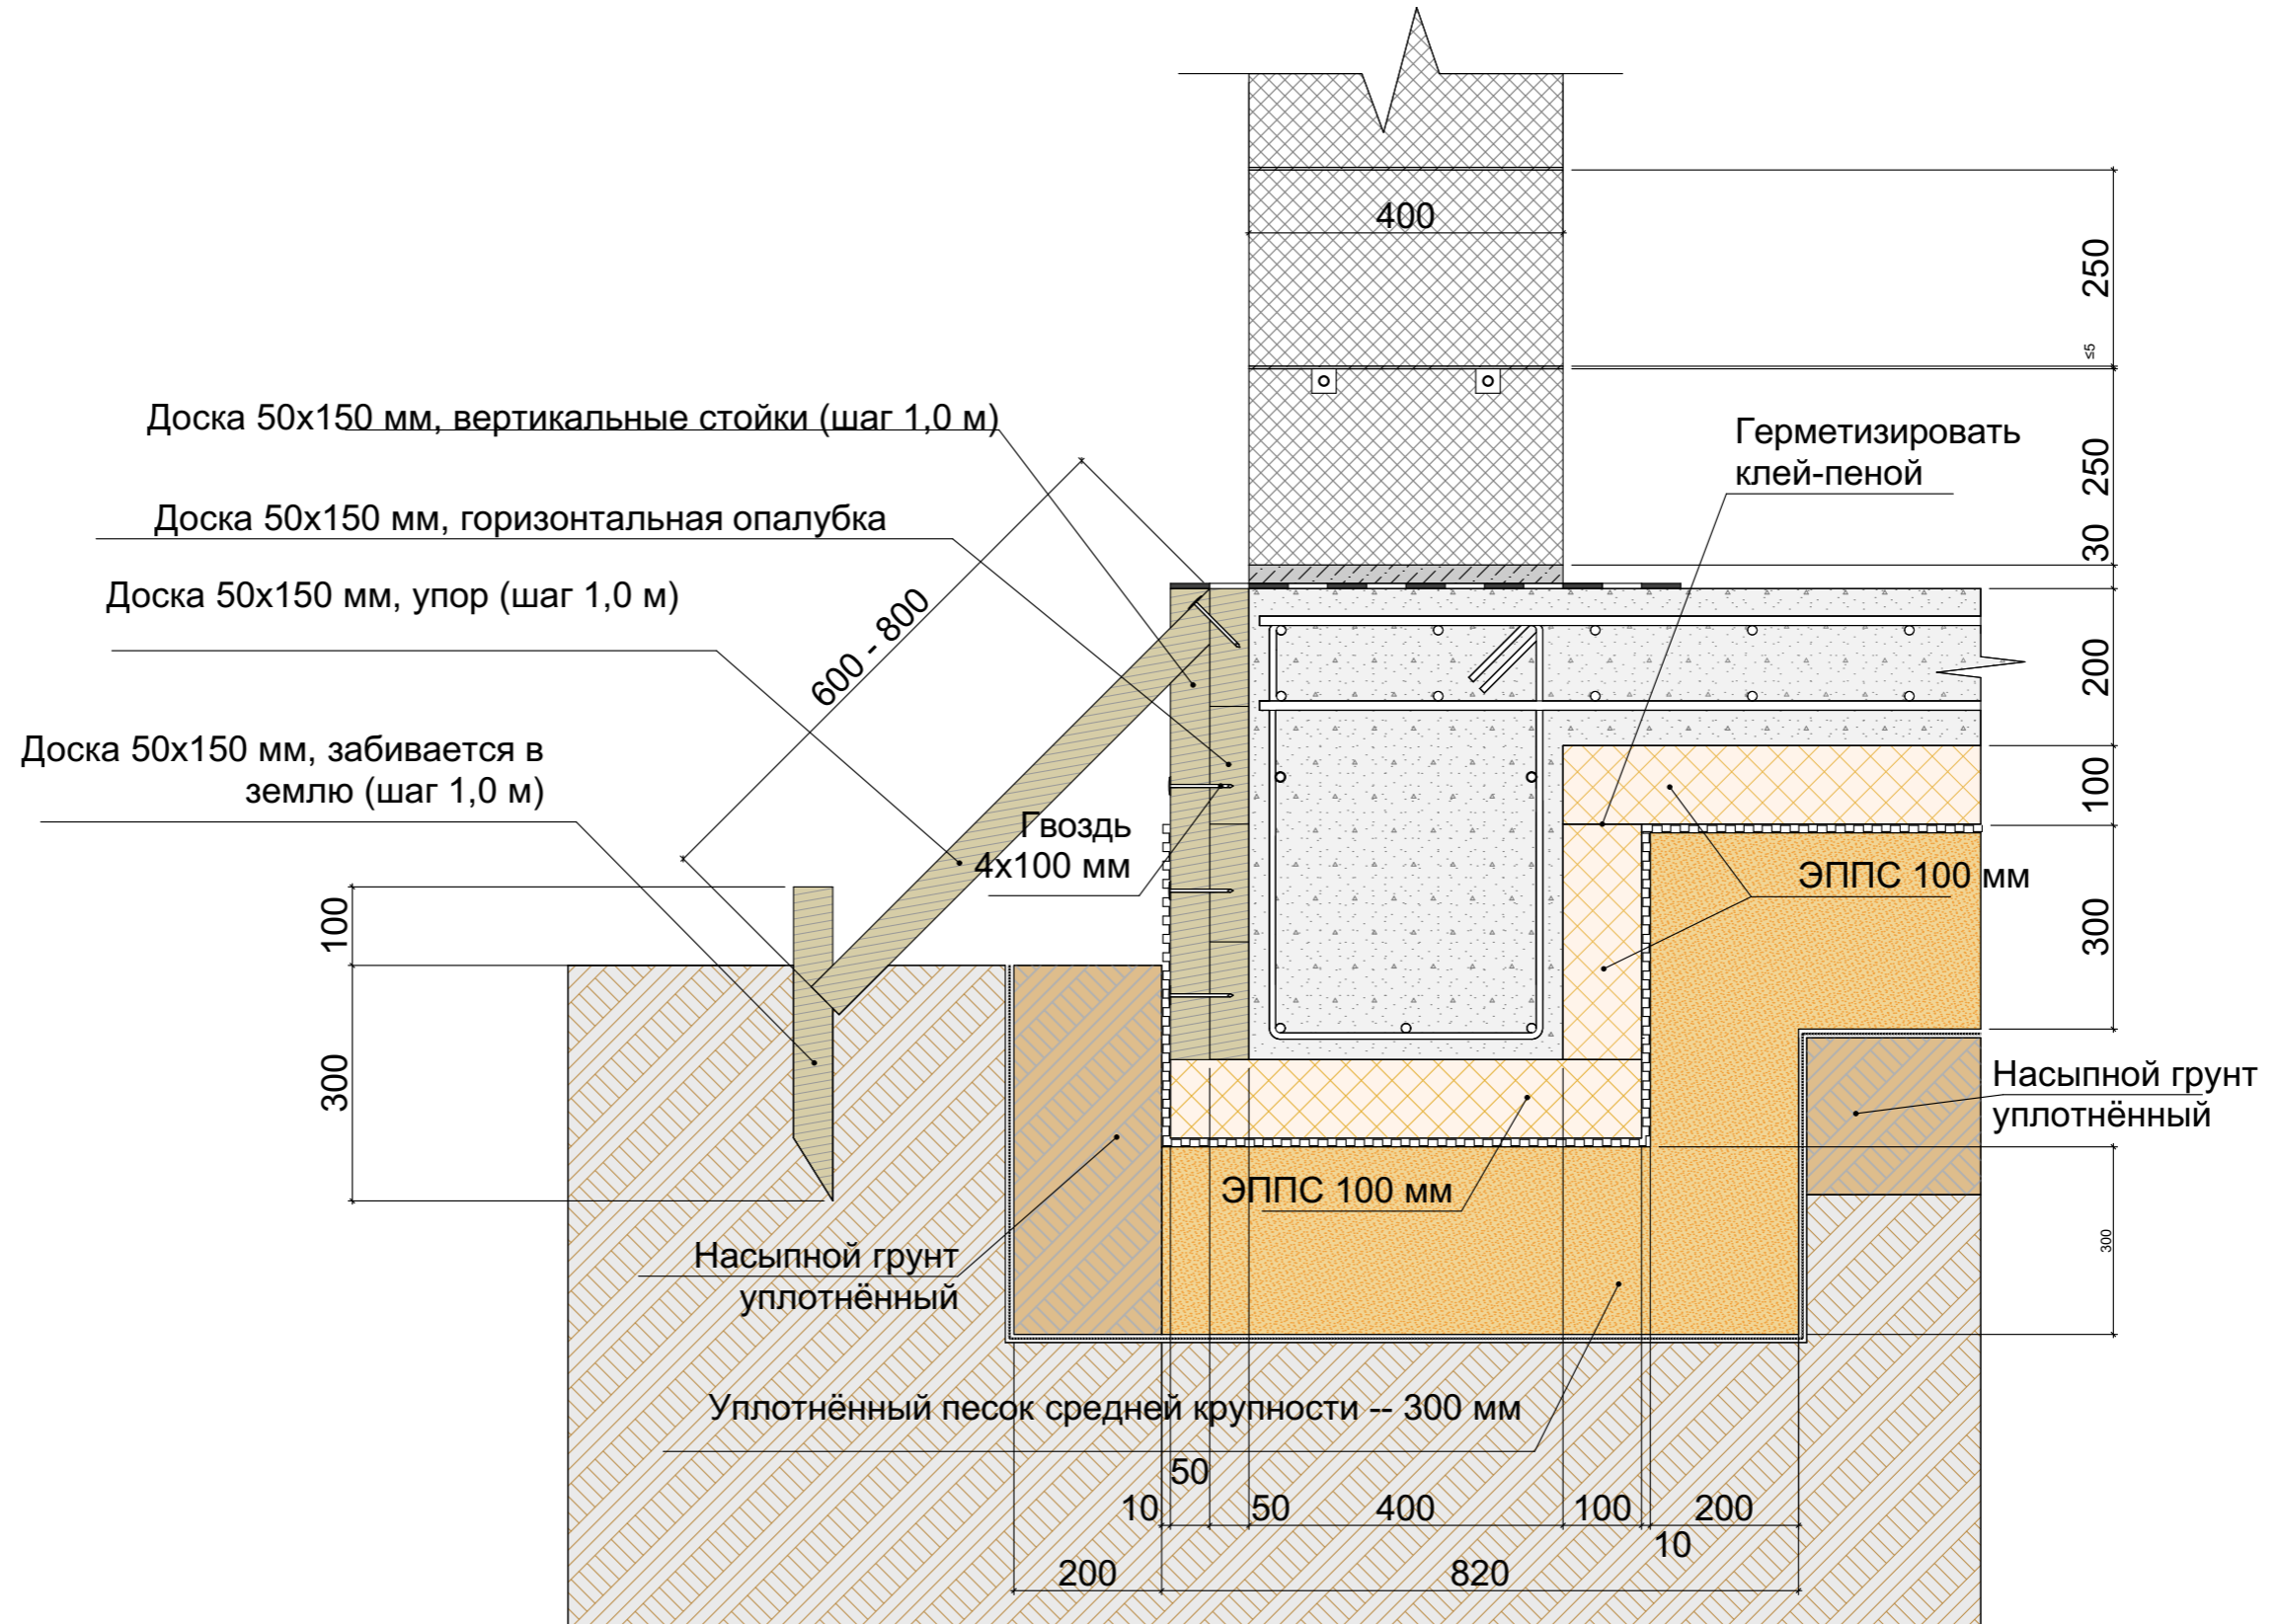 400
250
≤5
Доска 50х150 мм, вертикальные стойки (шаг 1,0 м)
Герметизировать
клей-пеной
250
Доска 50х150 мм, горизонтальная опалубка
30
Доска 50х150 мм, упор (шаг 1,0 м)
600 - 800
200
Доска 50х150 мм, забивается в
землю (шаг 1,0 м)
100
Гвоздь
4х100 мм
ЭППС 100 мм
100
300
300
Насыпной грунт
уплотнённый
ЭППС 100 мм
300
Насыпной грунт
уплотнённый
Уплотнённый песок средней крупности -- 300 мм
50
10
50
400
100
200
10
200
820